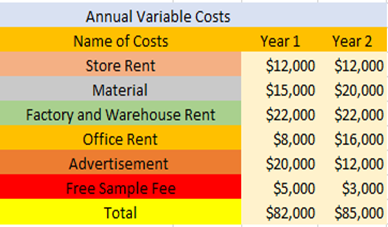 Annual Variable Costs
Name of Costs Year 1 Year 2
Store Rent $12,000 $12,000
Material $15,000 $20,000
Factory and Warehouse Rent $22,000 $22,000
Office Rent $8,000 $16,000
Advertisement $20,000 $12,000
Free Sample Fee $5,000 $3,000
Total $82,000 $85,000